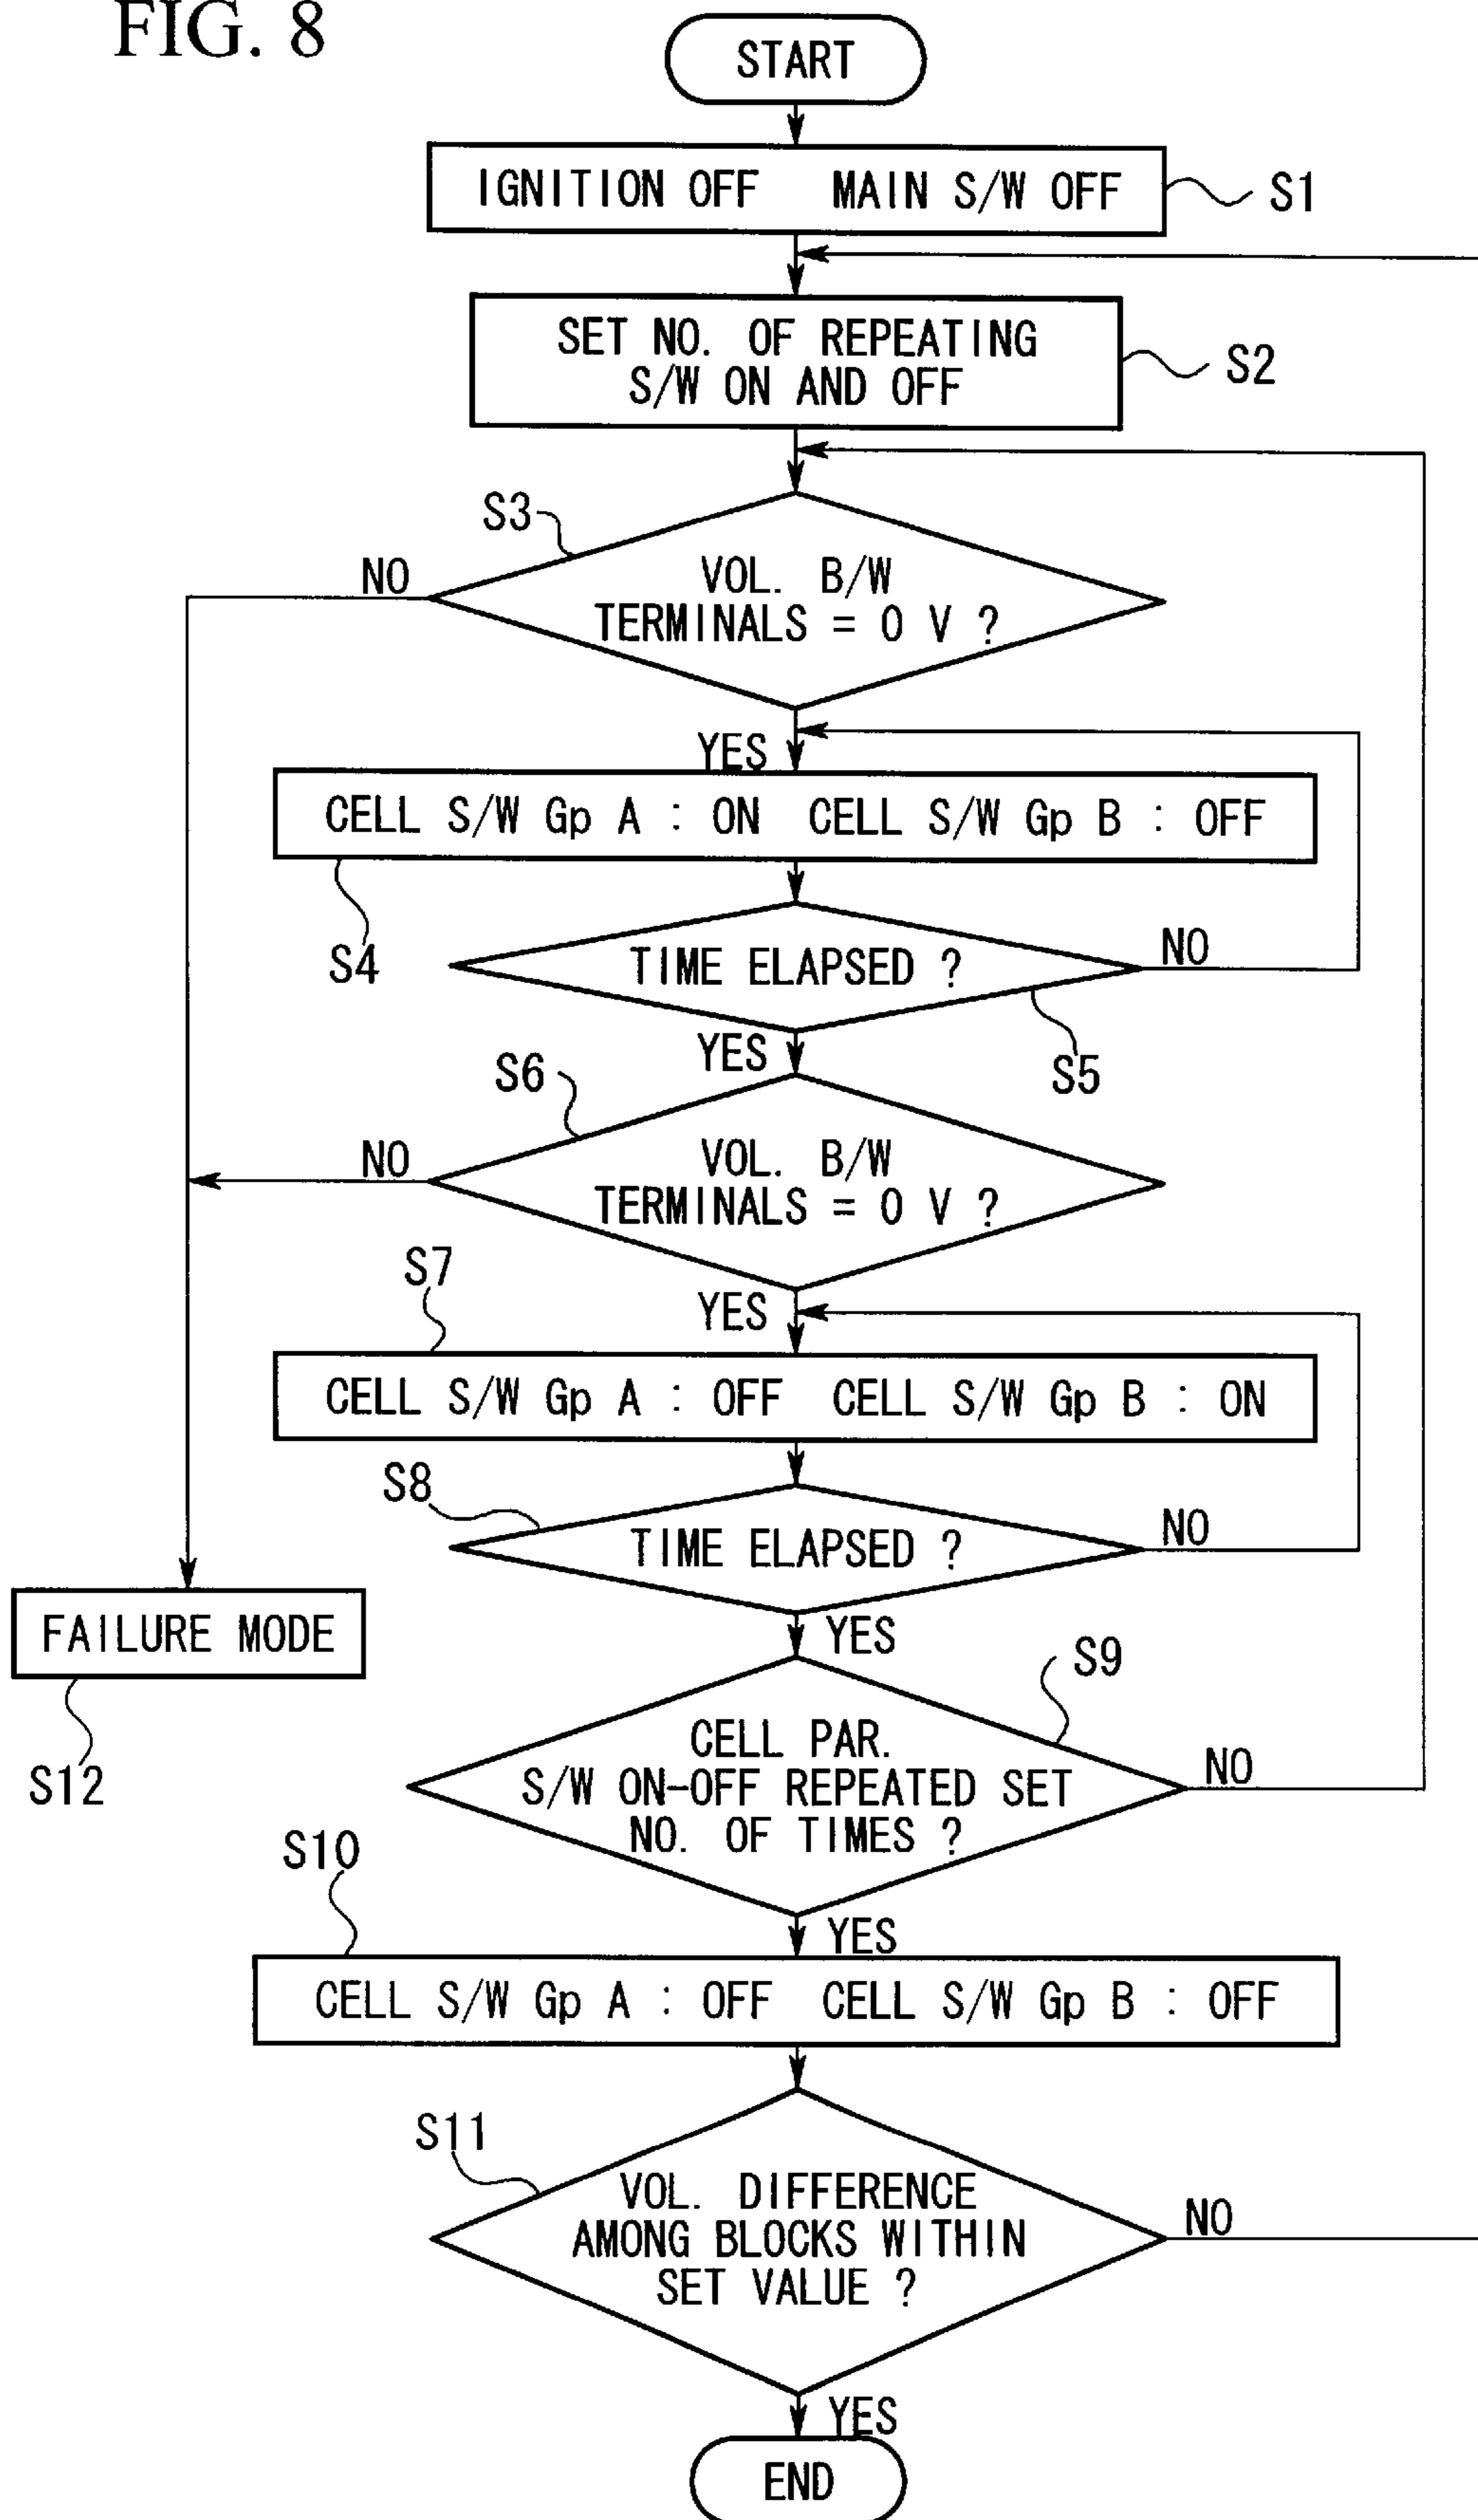 FIG. 8
START
IGNITION OFF MAIN S/W OFF
S1
SET NO. OF REPEATING
S/W ON AND OFF
S2
S3
NO
VOL. B/W
TERMINALS = 0 V ?
YES
CELL S/W Gp A : ON CELL S/W Gp B : OFF
S4
TIME ELAPSED ?
NO
S5
YES
S6
NO
VOL. B/W
TERMINALS = 0 V ?
S7
YES
CELL S/W Gp A : OFF CELL S/W Gp B : ON
S8
TIME ELAPSED ?
NO
YES
FAILURE MODE
S12
S9
CELL PAR.
S/W ON-OFF REPEATED SET
NO. OF TIMES ?
NO
S10
YES
CELL S/W Gp A : OFF CELL S/W Gp B : OFF
S11
VOL. DIFFERENCE
AMONG BLOCKS WITHIN
SET VALUE ?
NO
YES
END